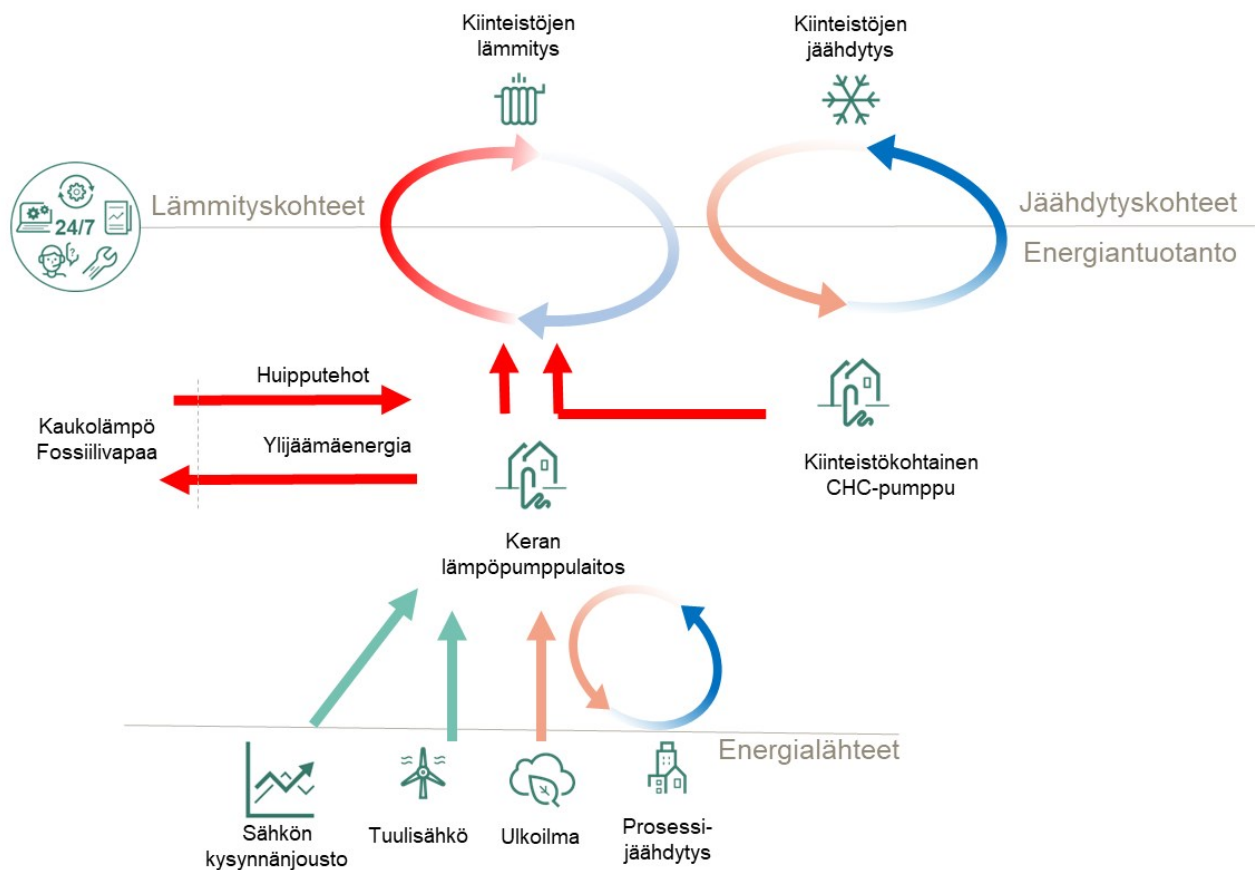 Kiinteistöjen
lämmitys
Kiinteistöjen
jäähdytys
24/7
?
Lämmityskohteet
Jäähdytyskohteet
Energiantuotanto
Huipputehot
Kaukolämpö
Fossiilivapaa
Ylijäämäenergia
Kiinteistökohtainen
CHC-pumppu
Keran
lämpöpumppulaitos
Energialähteet
Sähkön
kysynnänjousto
Tuulisähkö
Ulkoilma
Prosessi-
jäähdytys